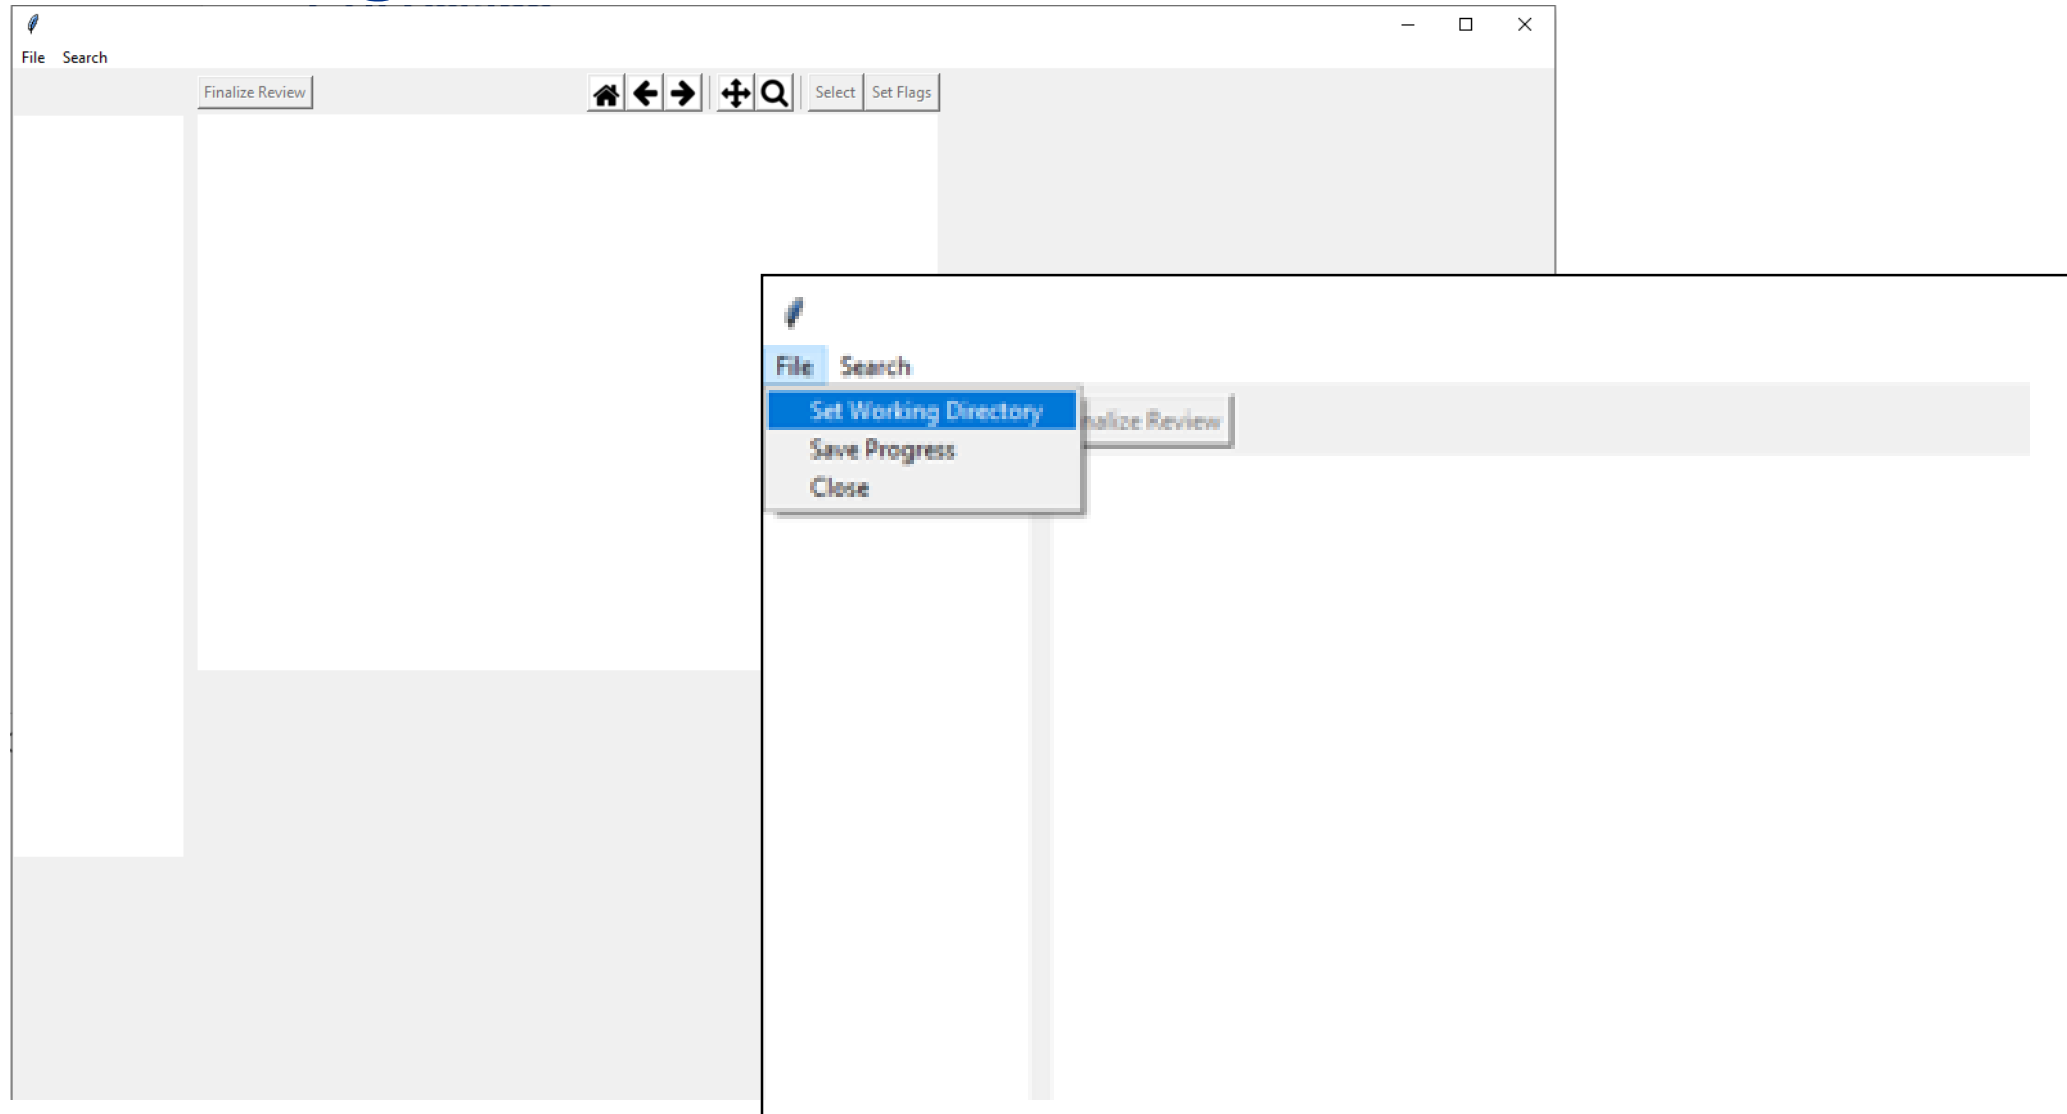 File Search
Finalize Review Select Set Flags
File Search
Set Working Directory
nalize Review
Save Progress
Close